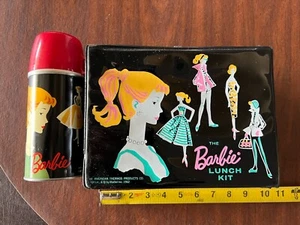 Barbie
THE
Barbie
LUNCH
KIT
1 2 3 4 5 6 7 8 9 10 11